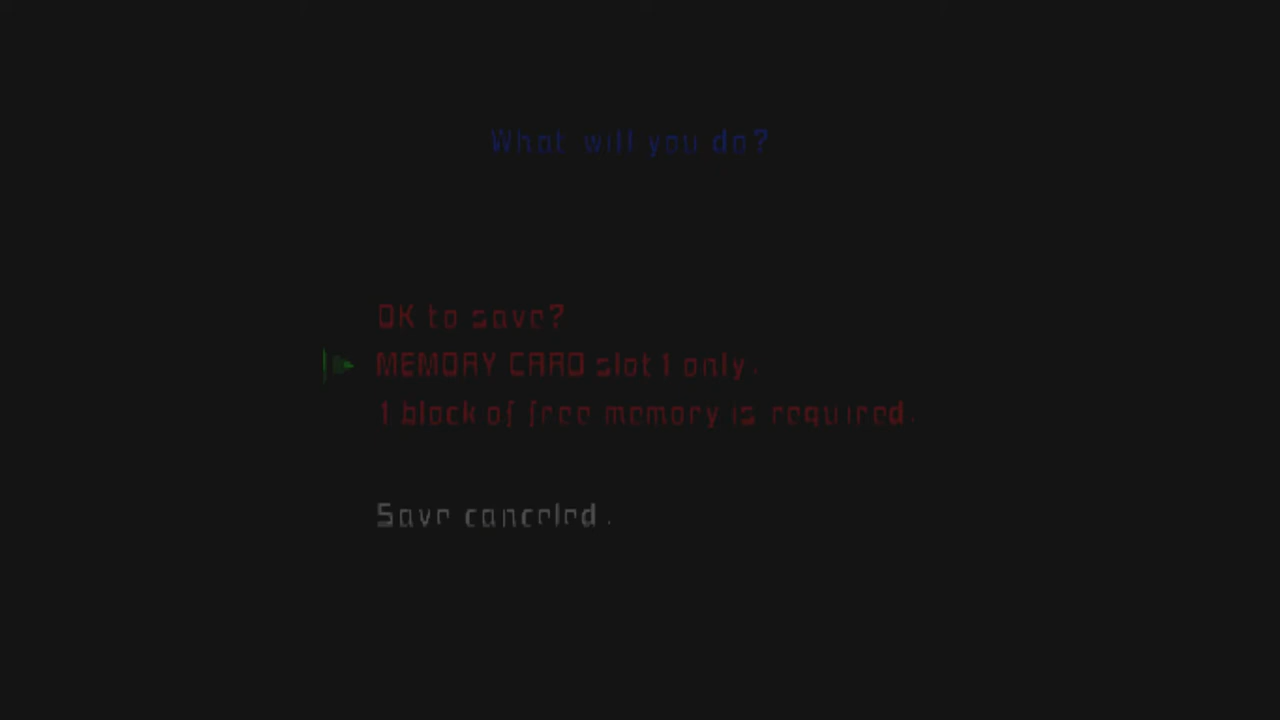 What will you do?
OK to save?
MEMORY CARD slot 1 only.
1 block of free memory is required.
Save canceled.